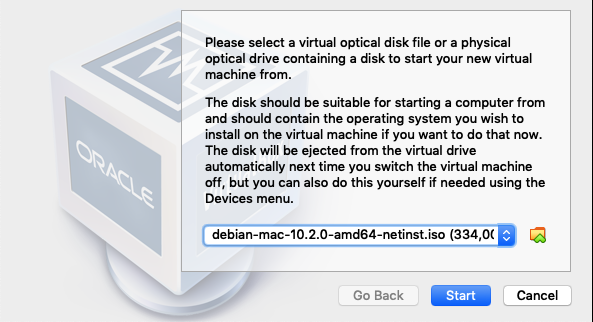 Please select a virtual optical disk file or a physical
optical drive containing a disk to start your new virtual
machine from.
The disk should be suitable for starting a computer from
and should contain the operating system you wish to
install on the virtual machine if you want to do that now.
The disk will be ejected from the virtual drive
automatically next time you switch the virtual machine
off, but you can also do this yourself if needed using the
Devices menu.
ORACLE
debian-mac-10.2.0-amd64-netinst.iso (334,00
Go Back
Start
Cancel